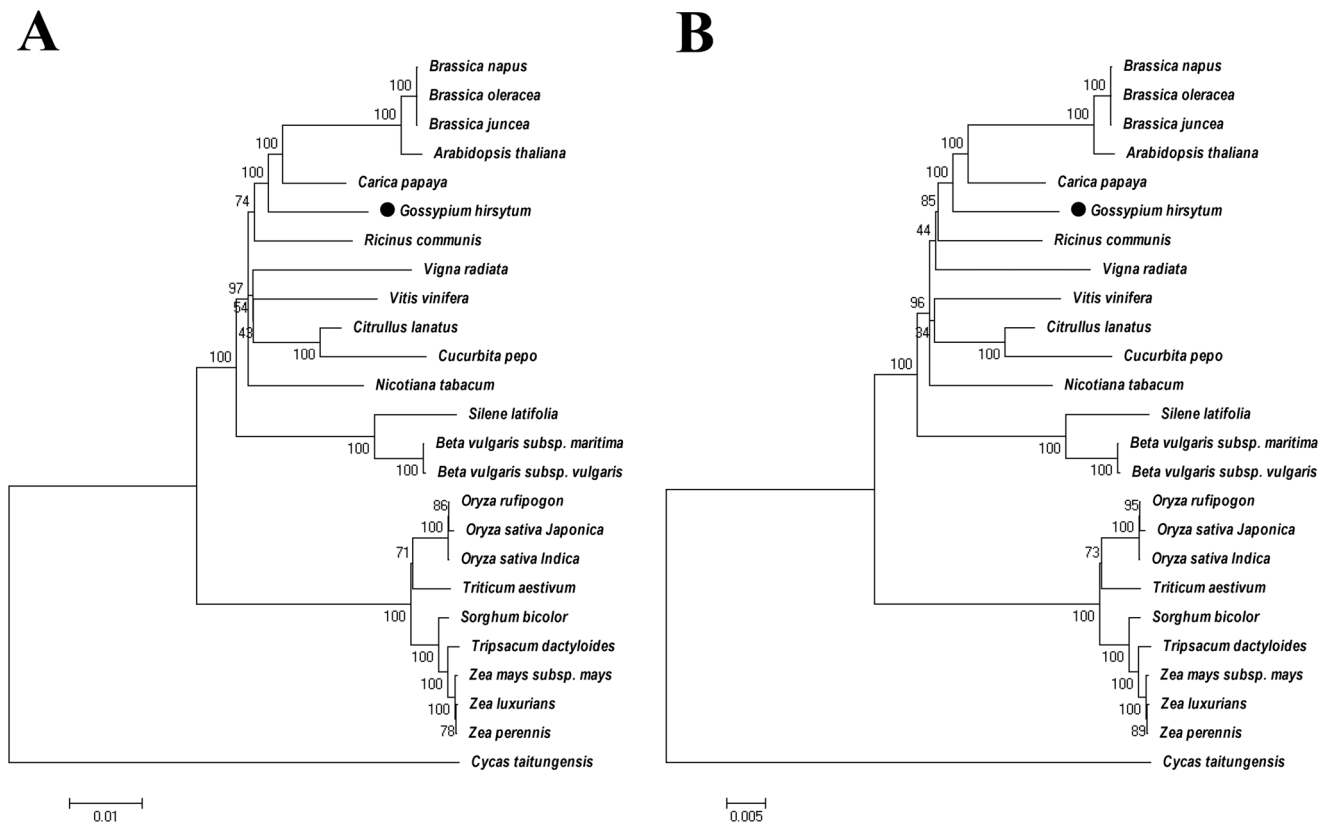 A
100
Brassica napus
100
Brassica oleracea
Brassica juncea
100
Arabidopsis thaliana
100
Carica papaya
74
Gossypium hirsytum
Ricinus communis
Vigna radiata
97
Vitis vinifera
54
43
Citrullus lanatus
100
Cucurbita pepo
100
Nicotiana tabacum
Silene latifolia
100
Beta vulgaris subsp. maritima
100
Beta vulgaris subsp. vulgaris
86
Oryza rufipogon
100
Oryza sativa Japonica
71
Oryza sativa Indica
Triticum aestivum
100
Sorghum bicolor
100
Tripsacum dactyloides
100
Zea mays subsp. mays
100
Zea luxurians
78
Zea perennis
Cycas taitungensis
0.01
B
100
Brassica napus
100
Brassica oleracea
Brassica juncea
100
Arabidopsis thaliana
100
Carica papaya
85
Gossypium hirsytum
44
Ricinus communis
Vigna radiata
96
Vitis vinifera
34
Citrullus lanatus
100
Cucurbita pepo
100
Nicotiana tabacum
Silene latifolia
100
Beta vulgaris subsp. maritima
100
Beta vulgaris subsp. vulgaris
95
Oryza rufipogon
100
Oryza sativa Japonica
73
Oryza sativa Indica
Triticum aestivum
100
Sorghum bicolor
100
Tripsacum dactyloides
100
Zea mays subsp. mays
100
Zea luxurians
89
Zea perennis
Cycas taitungensis
0.005